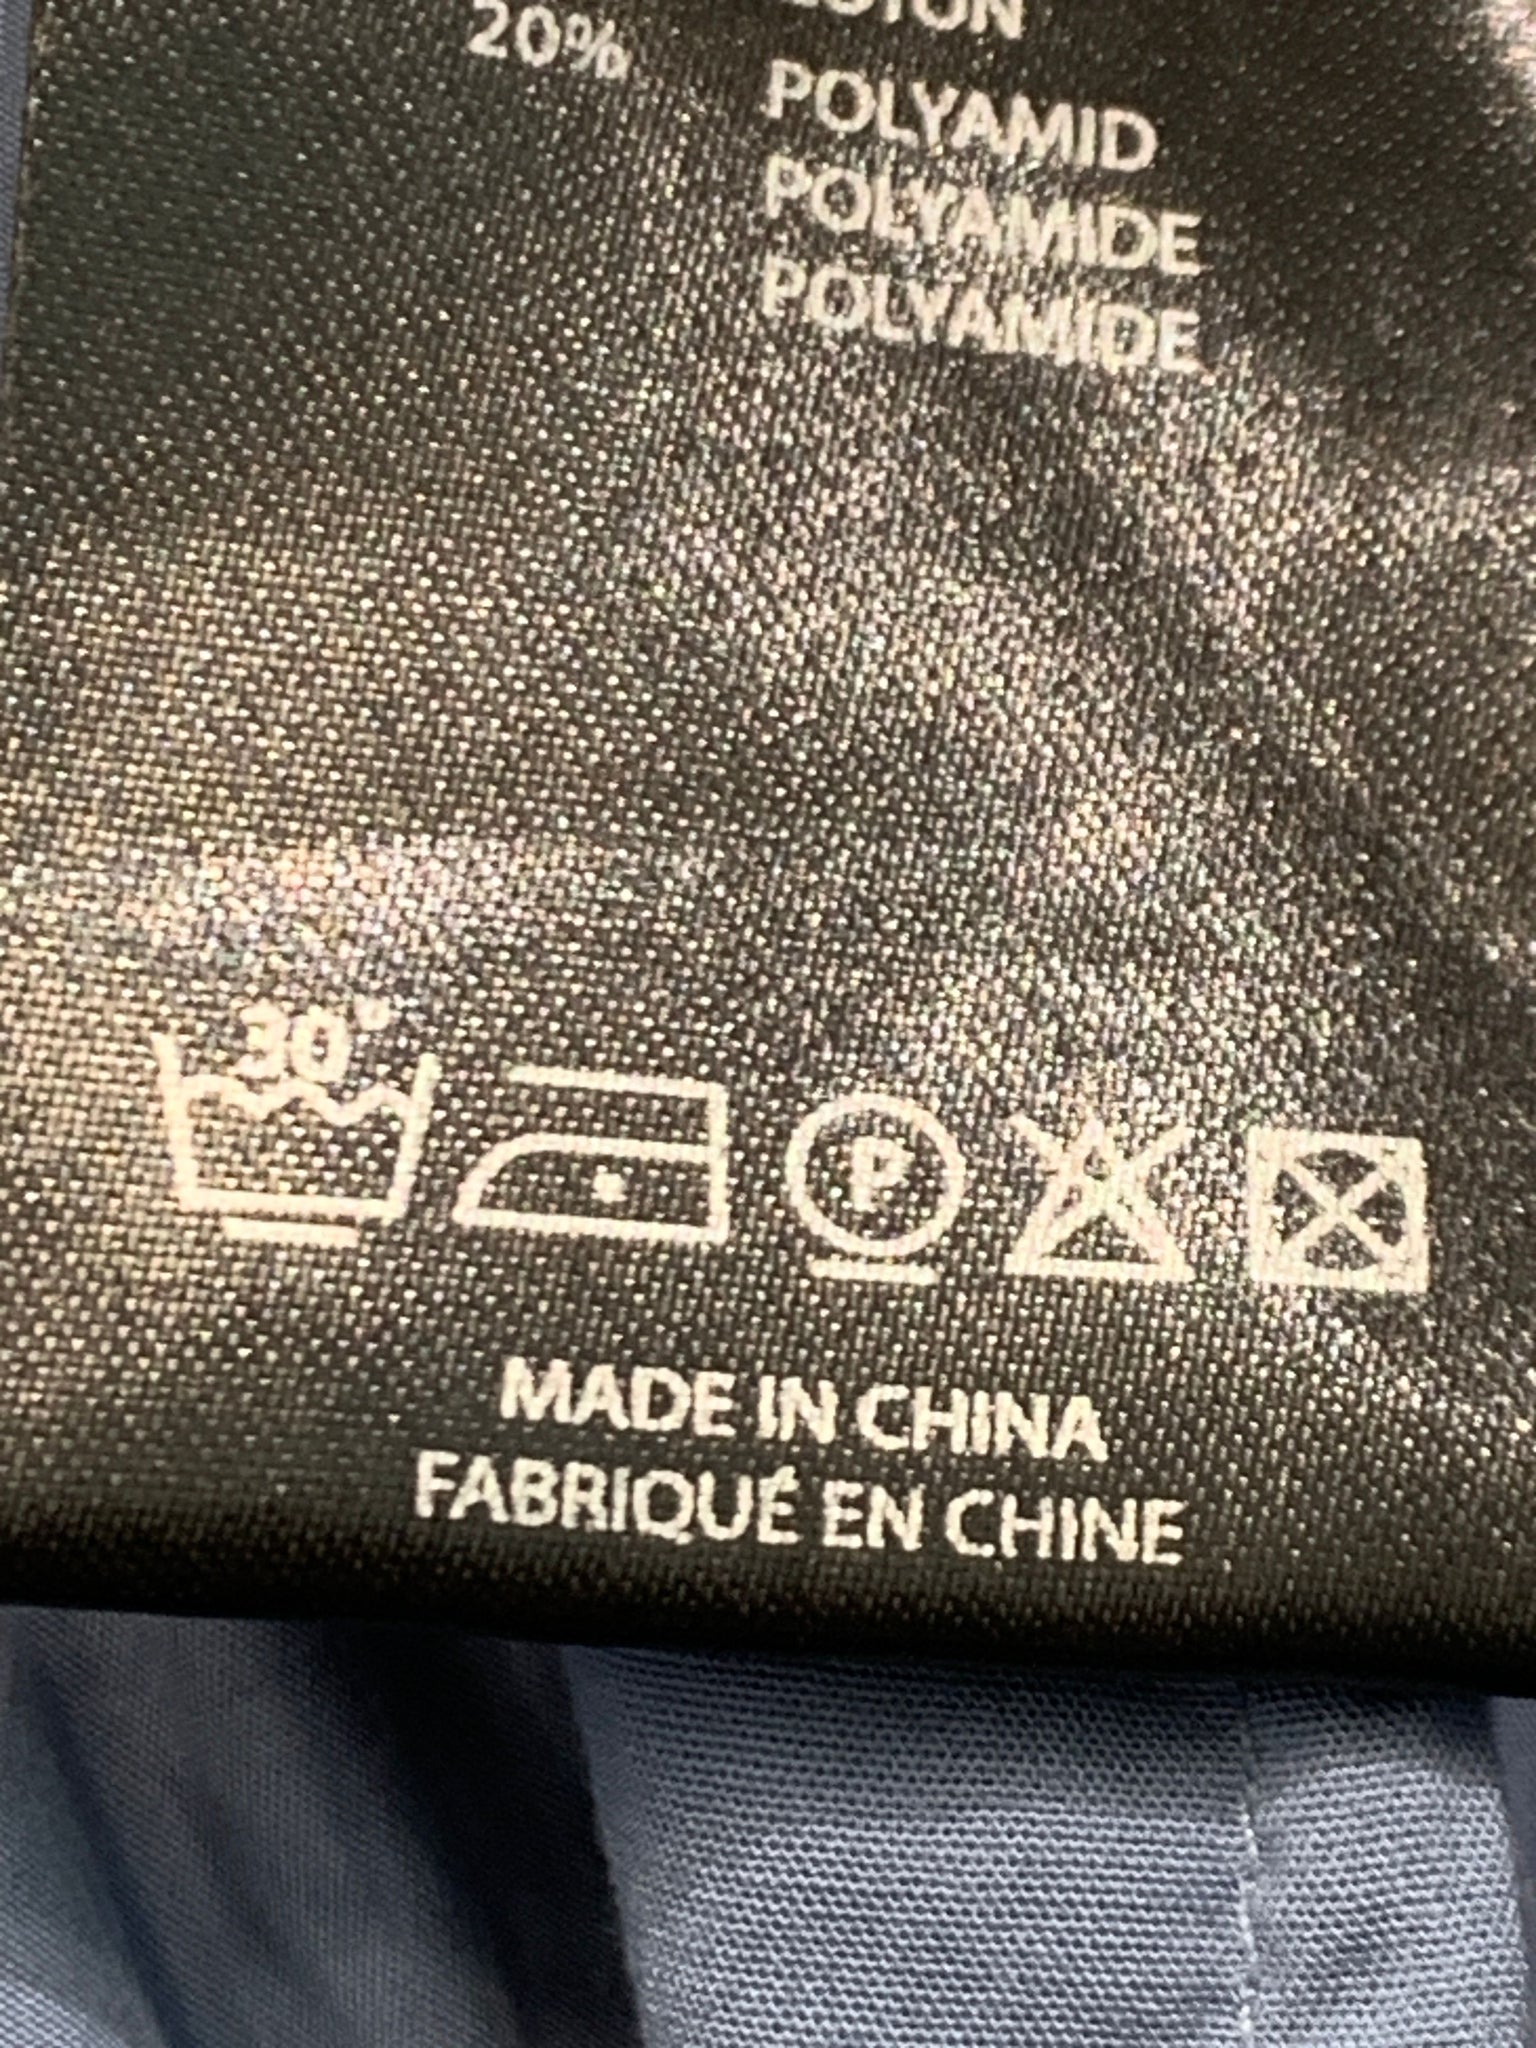 20%
POLYAMID
POLYAMIDE
POLYAMIDE
30°
P
MADE IN CHINA
FABRIQUÉ EN CHINE